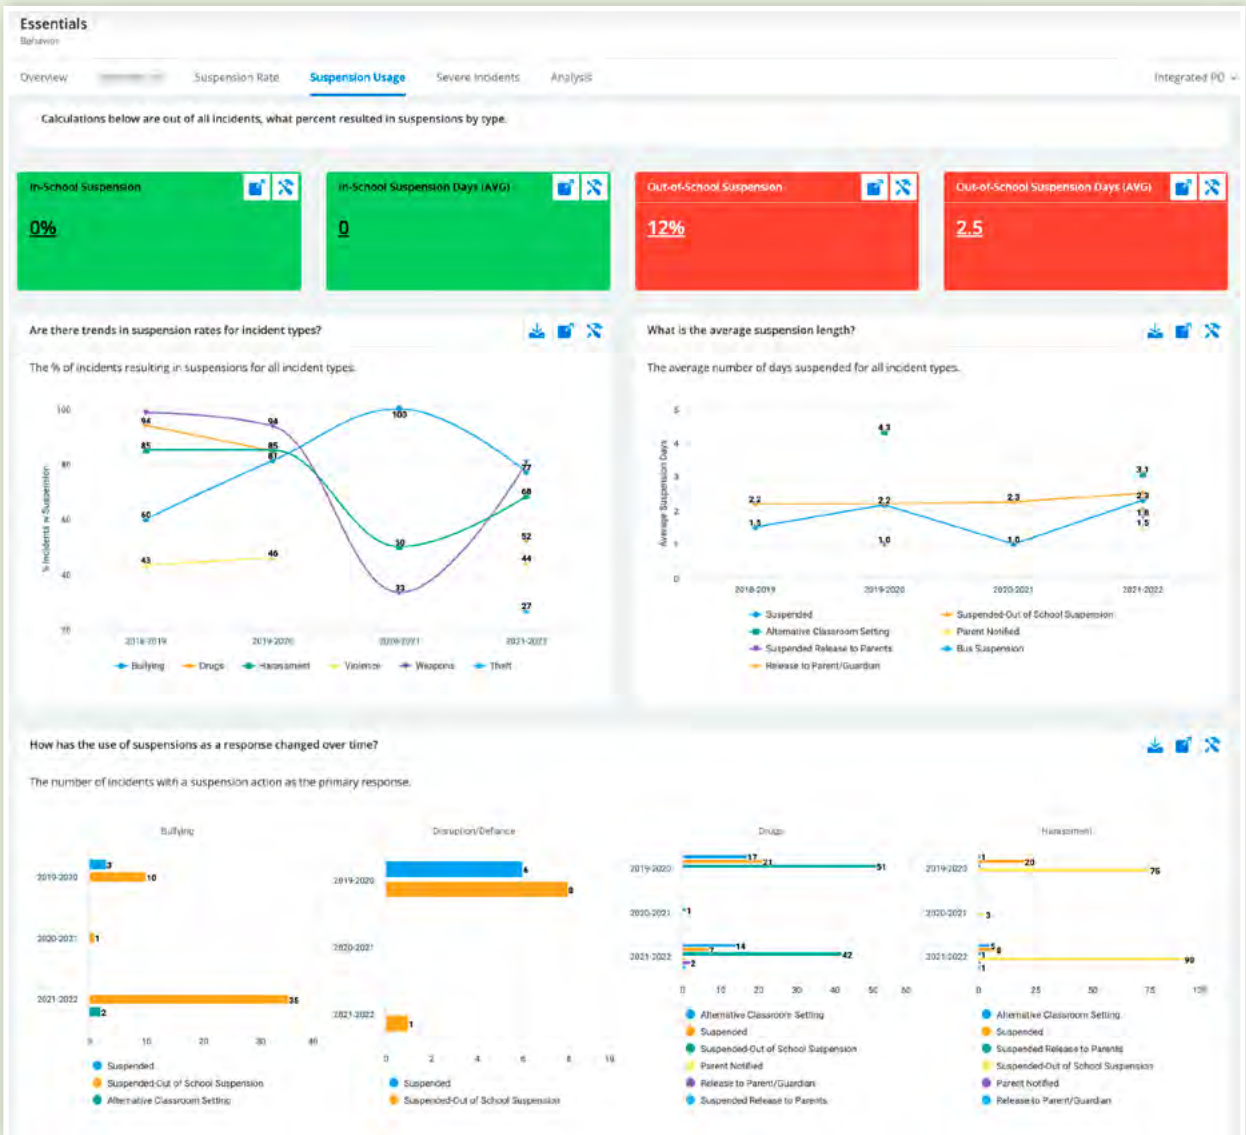 Essentials
Behavior
Overview
Suspension Rate
Suspension Usage
Severe Incidents
Analysis
Integrated PD
Calculations below are out of all incidents, what percent resulted in suspensions by type.
In-School Suspension
0%
In-School Suspension Days (AVG)
0
Out-of-School Suspension
12%
Out-of-School Suspension Days (AVG)
2.5
Are there trends in suspension rates for incident types?
The % of incidents resulting in suspensions for all incident types.
% Incidents w Suspension
100
80
60
40
20
94
85
60
43
94
85
81
46
100
50
33
77
68
52
44
27
2018-2019 2019-2020 2020-2021 2021-2022
Bullying Drugs Harassment Violence Weapons Theft
What is the average suspension length?
The average number of days suspended for all incident types.
Average Suspension Days
5
4
3
2
1
0
2.2
1.5
4.3
2.2
1.0
2.3
1.0
3.1
2.3
1.8
1.5
2018-2019 2019-2020 2020-2021 2021-2022
Suspended Suspended-Out of School Suspension
Alternative Classroom Setting Parent Notified
Suspended Release to Parents Bus Suspension
Release to Parent/Guardian
How has the use of suspensions as a response changed over time?
The number of incidents with a suspension action as the primary response.
Bullying
2019-2020
3
10
2020-2021
1
2021-2022
35
2
0 10 20 30 40
Suspended
Suspended-Out of School Suspension
Alternative Classroom Setting
Disruption/Defiance
2019-2020
6
8
2020-2021
2021-2022
1
0 2 4 6 8 10
Suspended
Suspended-Out of School Suspension
Drugs
2019-2020
17
21
51
2020-2021
1
2021-2022
14
7
42
2
0 10 20 30 40 50 60
Alternative Classroom Setting
Suspended
Suspended-Out of School Suspension
Parent Notified
Release to Parent/Guardian
Suspended Release to Parents
Harassment
2019-2020
1
20
75
2020-2021
3
2021-2022
5
8
1
90
1
0 25 50 75 100
Alternative Classroom Setting
Suspended
Suspended Release to Parents
Suspended-Out of School Suspension
Parent Notified
Release to Parent/Guardian